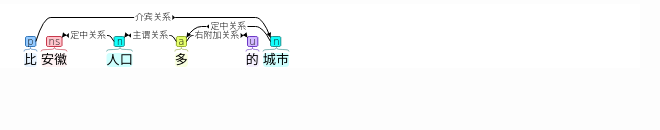 介宾关系
定中关系
定中关系 主谓关系 右附加关系
p ns n a u n
比 安徽 人口 多 的 城市